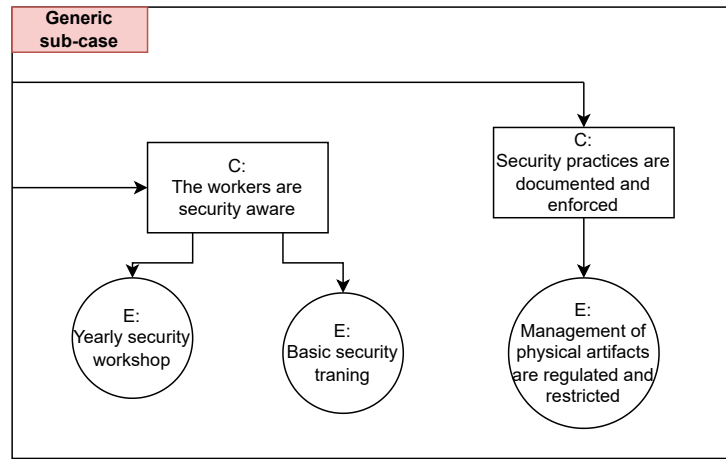 Generic
sub-case
C:
The workers are
security aware
C:
Security practices are
documented and
enforced
E:
Yearly security
workshop
E:
Basic security
traning
E:
Management of
physical artifacts
are regulated and
restricted